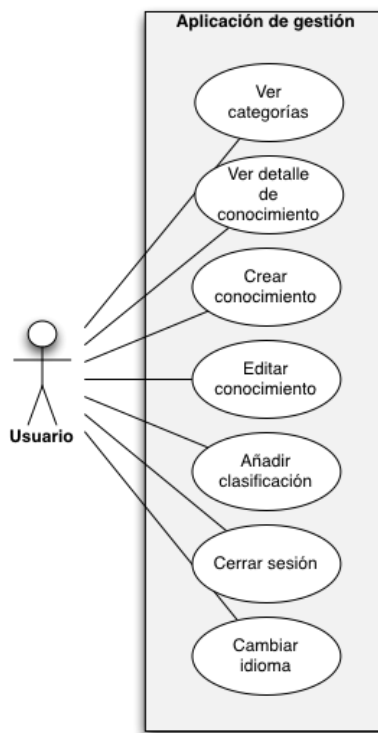 Aplicación de gestión
Ver
categorías
Ver detalle
de
conocimiento
Crear
conocimiento
Editar
conocimiento
Usuario
Añadir
clasificación
Cerrar sesión
Cambiar
idioma